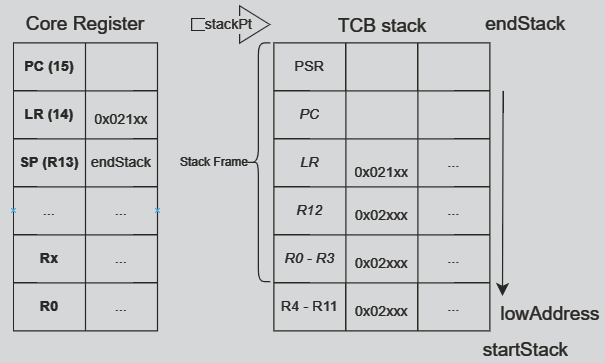 Core Register
stackPt
TCB stack
endStack
PC (15)
LR (14) 0x021xx
SP (R13) endStack
... ...
Rx ...
R0 ...
Stack Frame
PSR
PC
LR 0x021xx ...
R12 0x02xxx ...
R0 - R3 0x02xxx ...
R4 - R11 0x02xxx ...
lowAddress
startStack